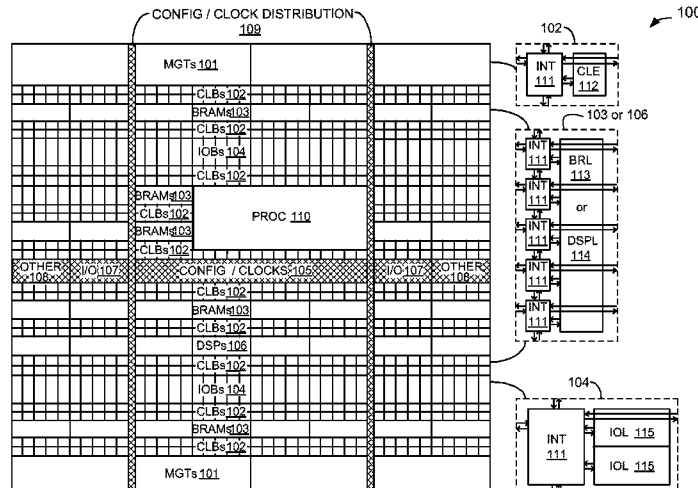 CONFIG / CLOCK DISTRIBUTION
109
100
MGTs 101
CLBs 102
BRAMs 103
CLBs 102
IOBs 104
CLBs 102
BRAMs 103
CLBs 102
BRAMs 103
CLBs 102
PROC 110
OTHER 108
I/O 107
CONFIG / CLOCKS 105
I/O 107
OTHER 108
CLBs 102
BRAMs 103
CLBs 102
DSPs 106
CLBs 102
IOBs 104
CLBs 102
BRAMs 103
CLBs 102
MGTs 101
INT 111
CLE 112
102
103 or 106
INT 111
INT 111
INT 111
INT 111
INT 111
BRL 113
or
DSPL 114
104
INT 111
IOL 115
IOL 115